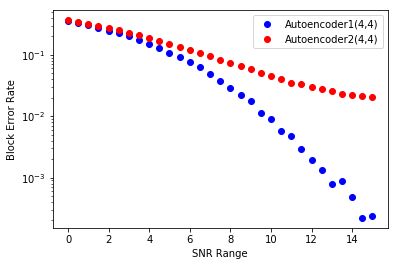 Autoencoder1(4,4)
Autoencoder2(4,4)
10⁻¹
10⁻²
10⁻³
Block Error Rate
0 2 4 6 8 10 12 14
SNR Range